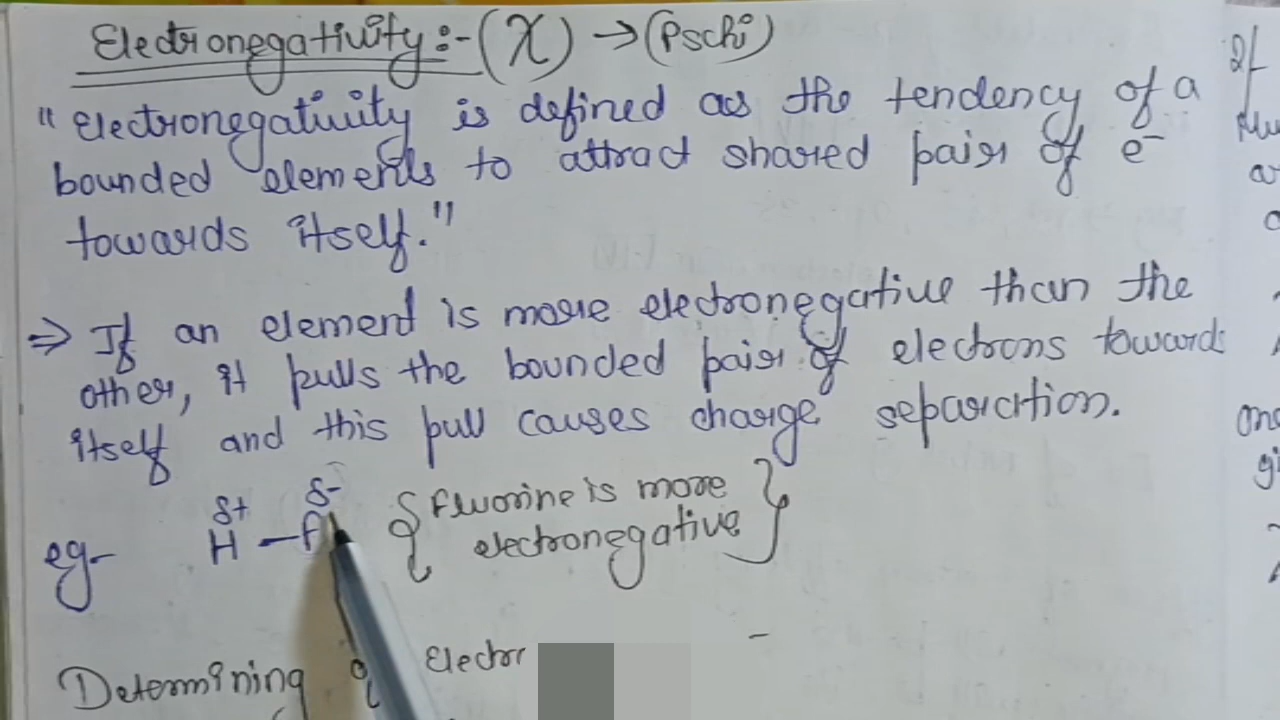 Electronegativity:- (χ) → (Pschi)
"Electronegativity is defined as the tendency of a
bounded elements to attract shared pair of e⁻
towards itself."
⇒ If an element is more electronegative than the
other, it pulls the bounded pair of electrons towards
itself and this pull causes charge separation.
δ+ δ-
eg- H – F { Fluorine is more
electronegative }
Determining of Electr
2/